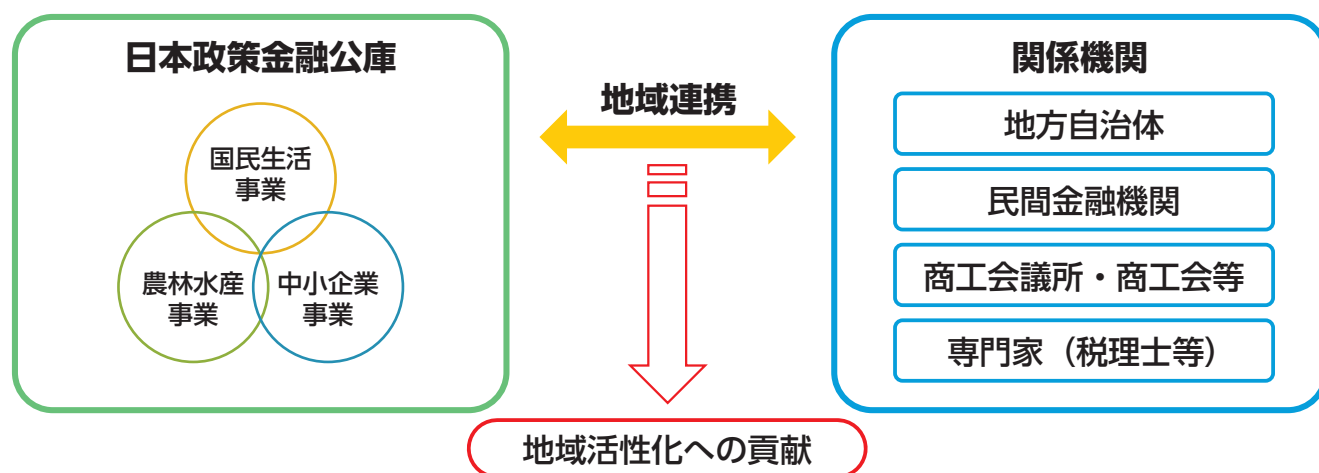 日本政策金融公庫
国民生活
事業
農林水産
事業
中小企業
事業
地域連携
関係機関
地方自治体
民間金融機関
商工会議所・商工会等
専門家（税理士等）
地域活性化への貢献